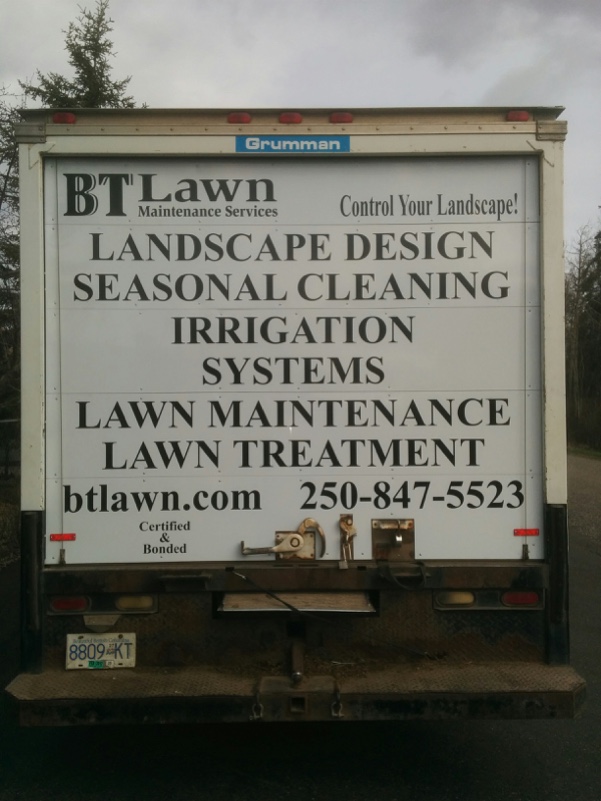 Grumman
BT Lawn
Maintenance Services
Control Your Landscape!
LANDSCAPE DESIGN
SEASONAL CLEANING
IRRIGATION
SYSTEMS
LAWN MAINTENANCE
LAWN TREATMENT
btlawn.com 250-847-5523
Certified
&
Bonded
8809 KT